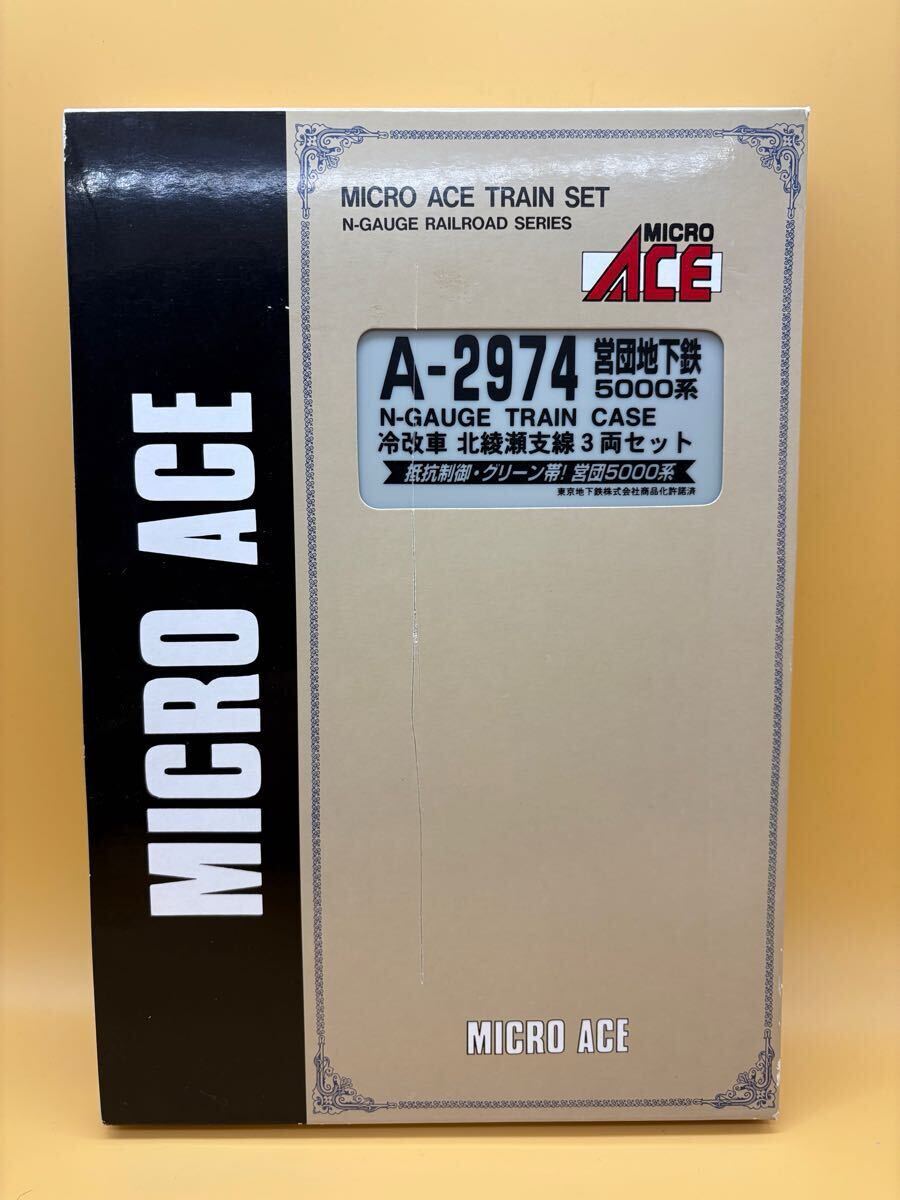 MICRO ACE
MICRO ACE TRAIN SET
N-GAUGE RAILROAD SERIES
MICRO
ACE
A-2974 営団地下鉄
5000系
N-GAUGE TRAIN CASE
冷改車 北綾瀬支線3両セット
抵抗制御・グリーン帯!営団5000系
東京地下鉄株式会社商品化許諾済
MICRO ACE